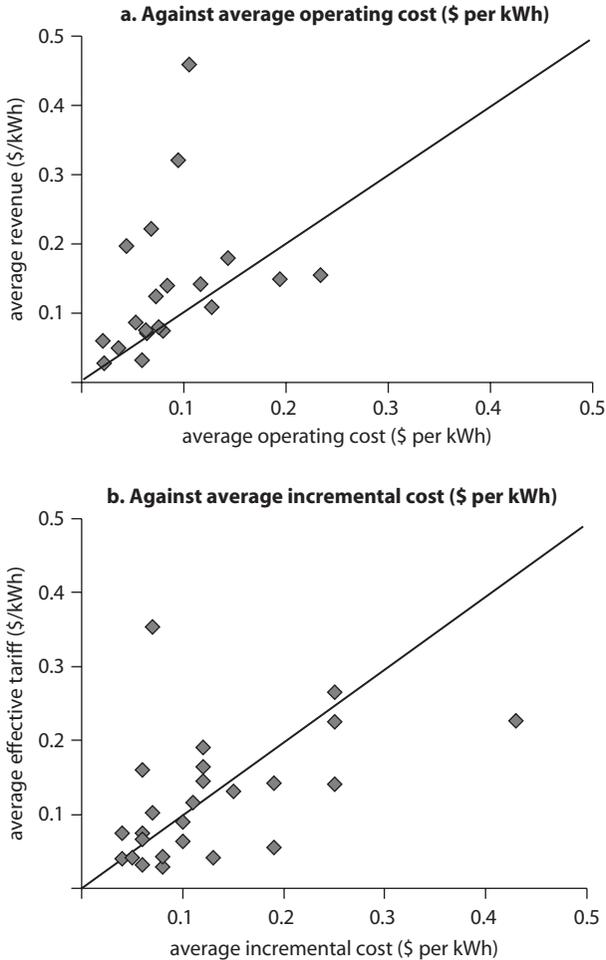 a. Against average operating cost ($ per kWh)
average revenue ($/kWh)
0.5
0.4
0.3
0.2
0.1
0.1 0.2 0.3 0.4 0.5
average operating cost ($ per kWh)
b. Against average incremental cost ($ per kWh)
average effective tariff ($/kWh)
0.5
0.4
0.3
0.2
0.1
0.1 0.2 0.3 0.4 0.5
average incremental cost ($ per kWh)